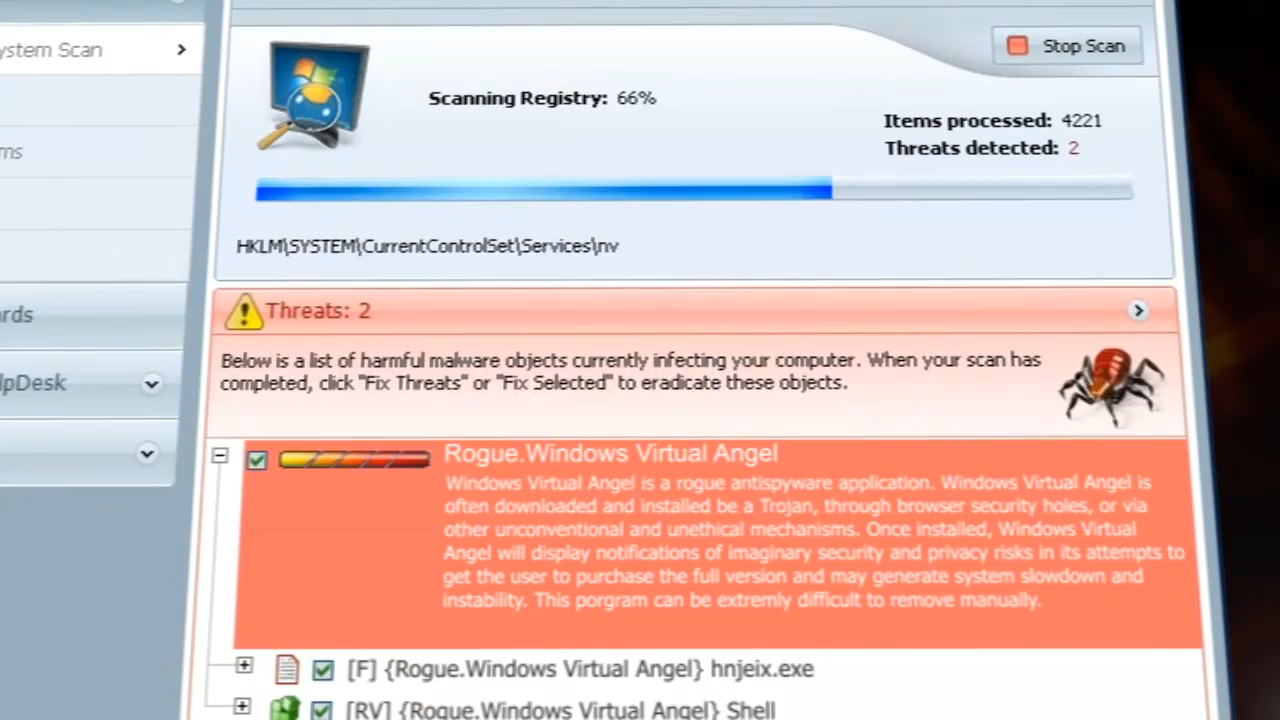 ystem Scan
Stop Scan
Scanning Registry: 66%
Items processed: 4221
Threats detected: 2
ms
HKLM\SYSTEM\CurrentControlSet\Services\nv
Threats: 2
rds
Below is a list of harmful malware objects currently infecting your computer. When your scan has
completed, click "Fix Threats" or "Fix Selected" to eradicate these objects.
lpDesk
Rogue.Windows Virtual Angel
Windows Virtual Angel is a rogue antispyware application. Windows Virtual Angel is
often downloaded and installed be a Trojan, through browser security holes, or via
other unconventional and unethical mechanisms. Once installed, Windows Virtual
Angel will display notifications of imaginary security and privacy risks in its attempts to
get the user to purchase the full version and may generate system slowdown and
instability. This porgram can be extremly difficult to remove manually.
[F] {Rogue.Windows Virtual Angel} hnjeix.exe
[RV] {Rogue.Windows Virtual Angel} Shell